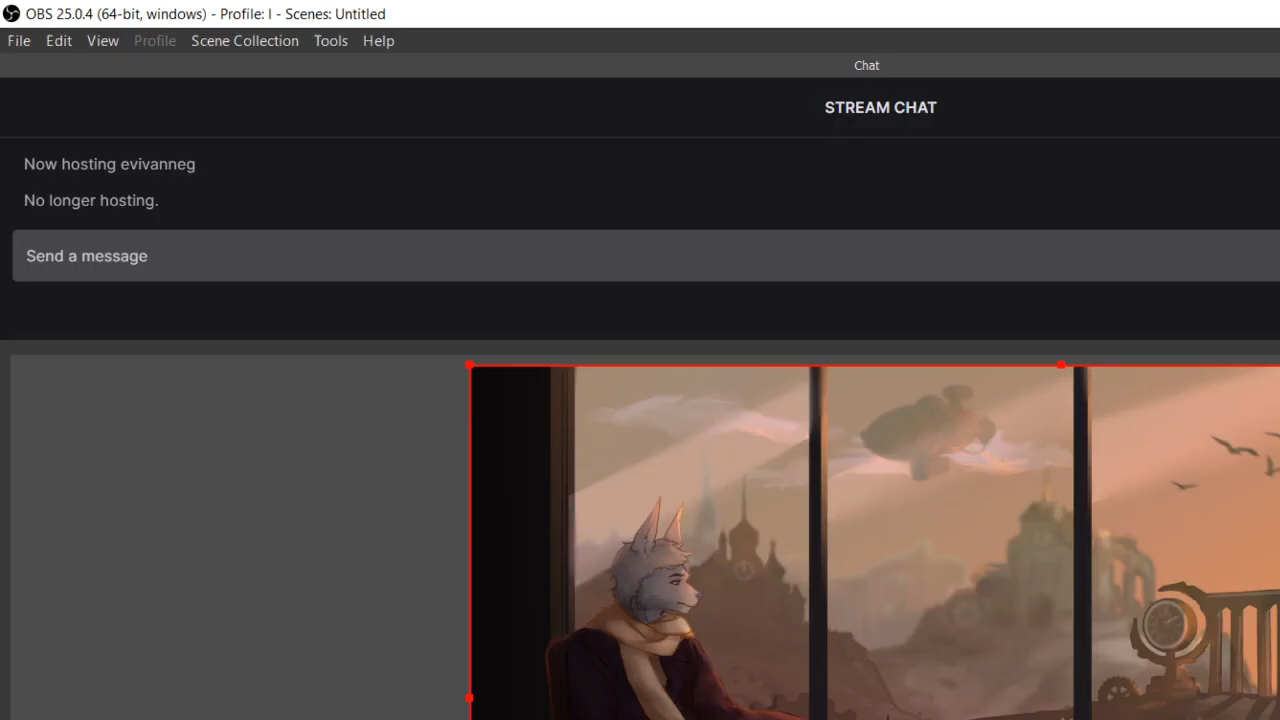 OBS 25.0.4 (64-bit, windows) - Profile: I - Scenes: Untitled
File Edit View Profile Scene Collection Tools Help
Chat
STREAM CHAT
Now hosting evivanneg
No longer hosting.
Send a message